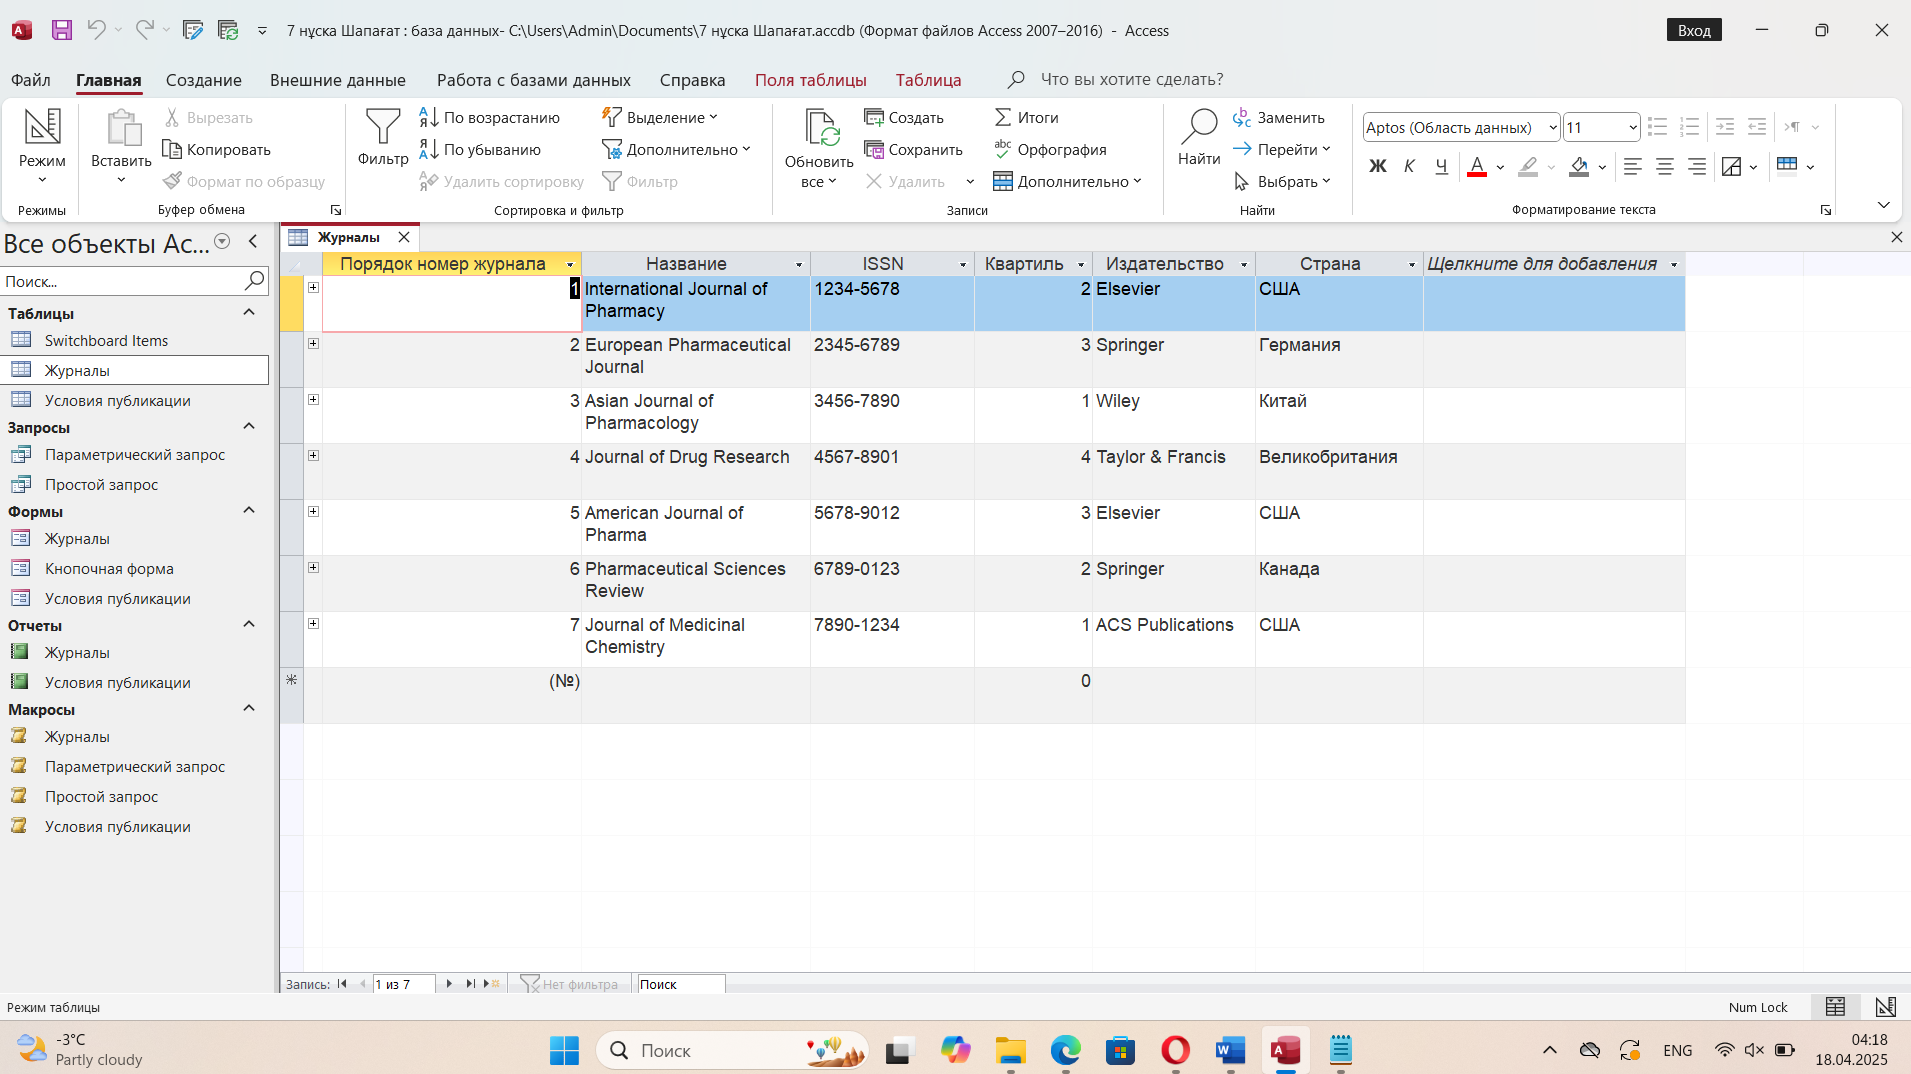 7 нұска Шапағат : база данных- C:\Users\Admin\Documents\7 нұска Шапағат.accdb (Формат файлов Access 2007–2016) - Access
Вход
Файл Главная Создание Внешние данные Работа с базами данных Справка Поля таблицы Таблица Что вы хотите сделать?
Режим
Режимы
Вставить
Вырезать
Копировать
Формат по образцу
Буфер обмена
Фильтр
По возрастанию
По убыванию
Удалить сортировку
Выделение
Дополнительно
Фильтр
Сортировка и фильтр
Обновить
все
Создать
Сохранить
Удалить
Итоги
Орфография
Дополнительно
Записи
Найти
Заменить
Перейти
Выбрать
Найти
Aptos (Область данных) 11
Ж К Ч
Форматирование текста
Все объекты Ac...
Поиск...
Таблицы
Switchboard Items
Журналы
Условия публикации
Запросы
Параметрический запрос
Простой запрос
Формы
Журналы
Кнопочная форма
Условия публикации
Отчеты
Журналы
Условия публикации
Макросы
Журналы
Параметрический запрос
Простой запрос
Условия публикации
Журналы
Порядок номер журнала Название ISSN Квартиль Издательство Страна Щелкните для добавления
1 International Journal of Pharmacy 1234-5678 2 Elsevier США
2 European Pharmaceutical Journal 2345-6789 3 Springer Германия
3 Asian Journal of Pharmacology 3456-7890 1 Wiley Китай
4 Journal of Drug Research 4567-8901 4 Taylor & Francis Великобритания
5 American Journal of Pharma 5678-9012 3 Elsevier США
6 Pharmaceutical Sciences Review 6789-0123 2 Springer Канада
7 Journal of Medicinal Chemistry 7890-1234 1 ACS Publications США
(№) 0
Запись: 1 из 7 Нет фильтра Поиск
Режим таблицы
Num Lock
-3°C
Partly cloudy
Поиск
ENG
04:18
18.04.2025